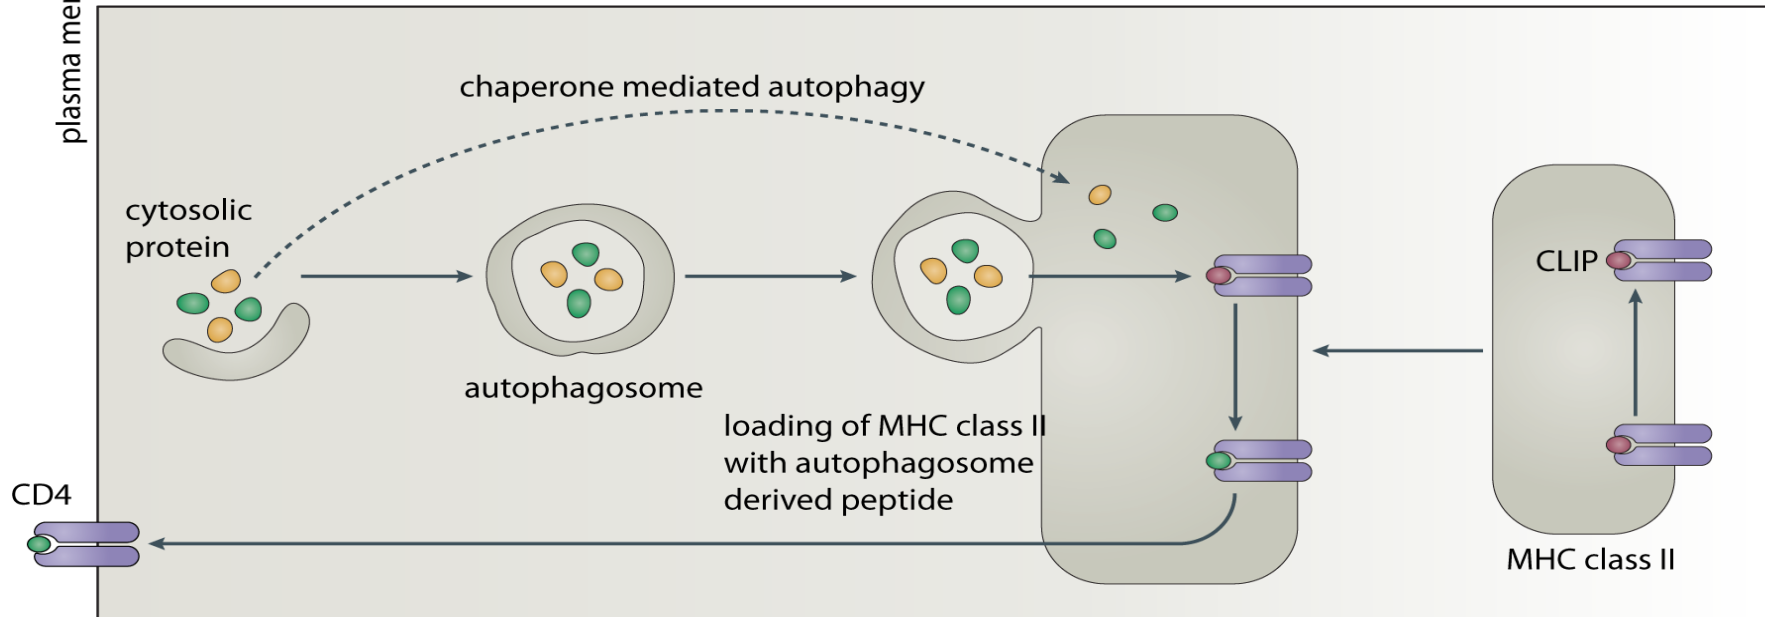 plasma
chaperone mediated autophagy
cytosolic
protein
CLIP
autophagosome
loading of MHC class II
with autophagosome
derived peptide
CD4
MHC class II